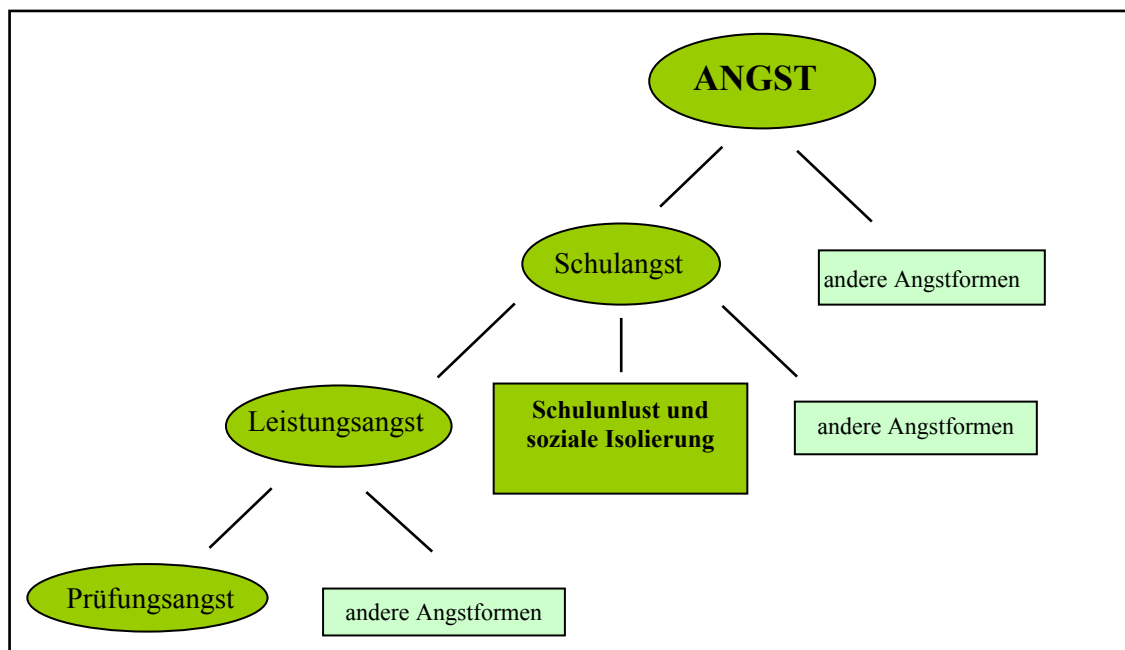 ANGST
Schulangst
andere Angstformen
Leistungsangst
Schulunlust und
soziale Isolierung
andere Angstformen
Prüfungsangst
andere Angstformen